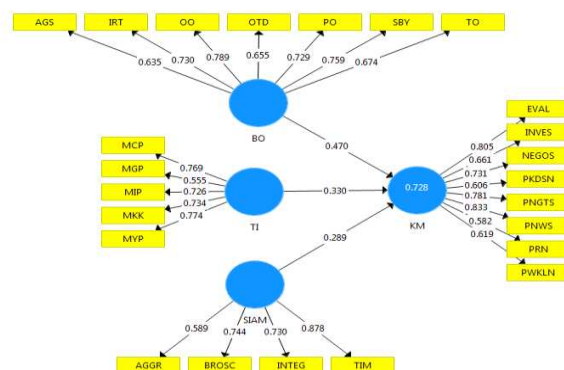 AGS IRT OO OTD PO SBY TO
0.635 0.730 0.789 0.655 0.729 0.759 0.674
BO
EVAL
INVES
NEGOS
PKDSN
PNGTS
PNWS
PRN
PWKLN
0.805
0.661
0.731
0.606
0.781
0.833
0.582
0.619
0.470
MCP
MGP
MIP
MKK
MYP
0.769
0.555
0.726
0.734
0.774
TI
0.330
0.728
KM
0.289
SIAM
0.589 0.744 0.730 0.878
AGGR BROSC INTEG TIM